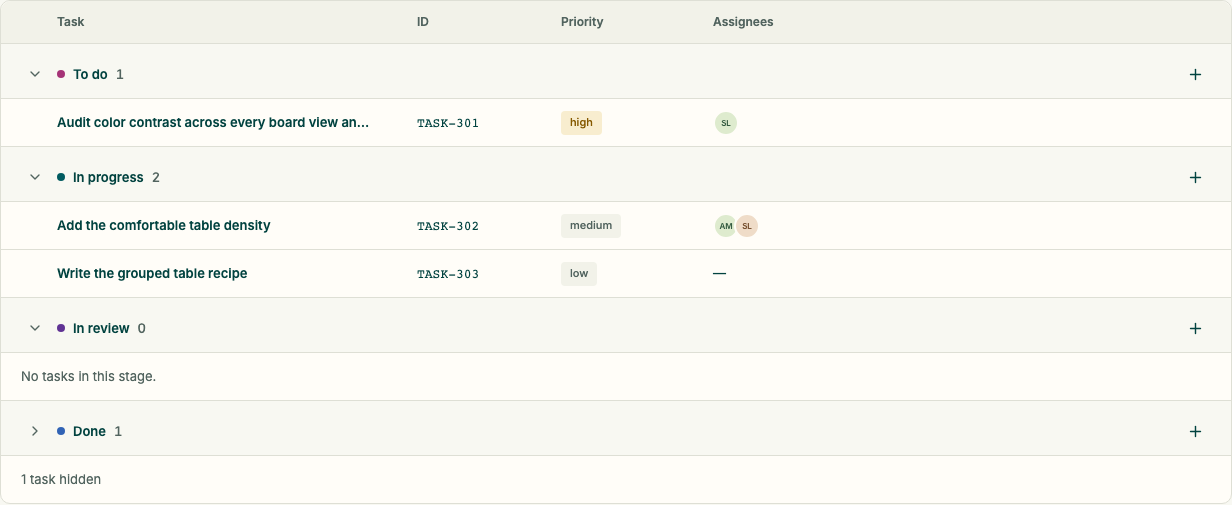 Task ID Priority Assignees
To do 1
Audit color contrast across every board view an... TASK-301 high SL
In progress 2
Add the comfortable table density TASK-302 medium AM SL
Write the grouped table recipe TASK-303 low —
In review 0
No tasks in this stage.
Done 1
1 task hidden